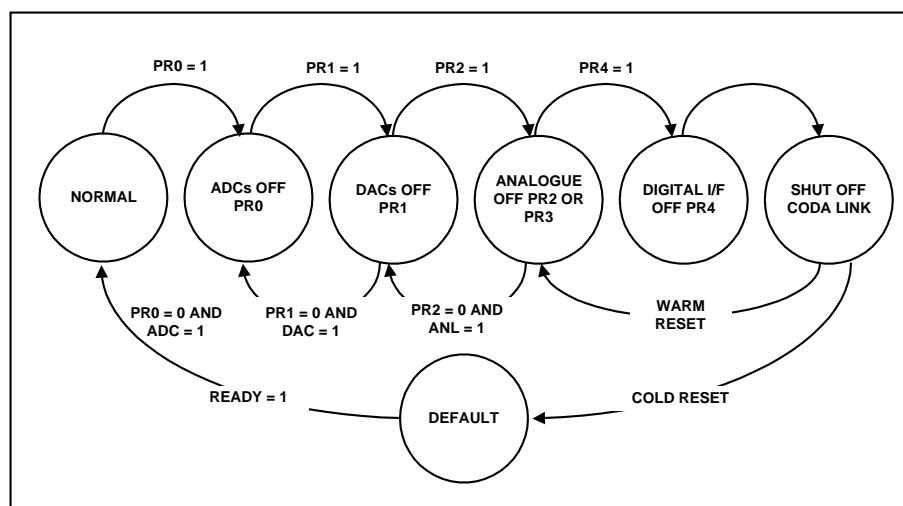 PR0 = 1
PR1 = 1
PR2 = 1
PR4 = 1
NORMAL
ADCs OFF
PR0
DACs OFF
PR1
ANALOGUE
OFF PR2 OR
PR3
DIGITAL I/F
OFF PR4
SHUT OFF
CODA LINK
PR0 = 0 AND
ADC = 1
PR1 = 0 AND
DAC = 1
PR2 = 0 AND
ANL = 1
WARM
RESET
READY = 1
DEFAULT
COLD RESET